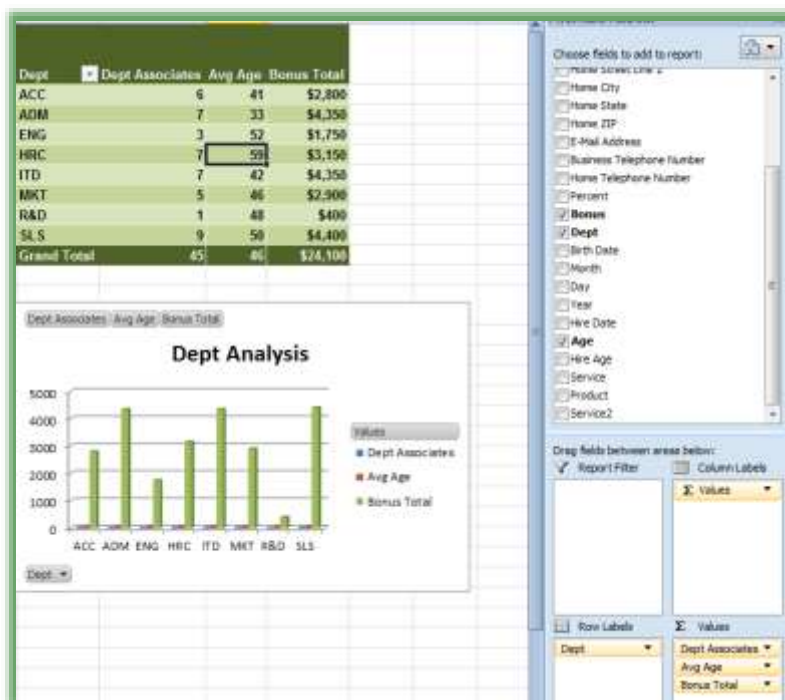 Dept Dept Associates Avg Age Bonus Total
ACC 6 41 $2,800
ADM 7 33 $4,350
ENG 3 52 $1,750
HRC 7 59 $3,150
ITD 7 42 $4,350
MKT 5 46 $2,900
R&D 1 48 $400
SLS 9 50 $4,400
Grand Total 45 46 $24,100
Dept Associates Avg Age Bonus Total
Dept Analysis
5000
4000
3000
2000
1000
0
ACC ADM ENG HRC ITD MKT R&D SLS
Values
Dept Associates
Avg Age
Bonus Total
Dept
Choose fields to add to report:
Home City
Home State
Home ZIP
E-Mail Address
Business Telephone Number
Home Telephone Number
Percent
Bonus
Dept
Birth Date
Month
Day
Year
Hire Date
Age
Hire Age
Service
Product
Service2
Drag fields between areas below:
Report Filter
Column Labels
Σ Values
Row Labels
Σ Values
Dept
Dept Associates
Avg Age
Bonus Total